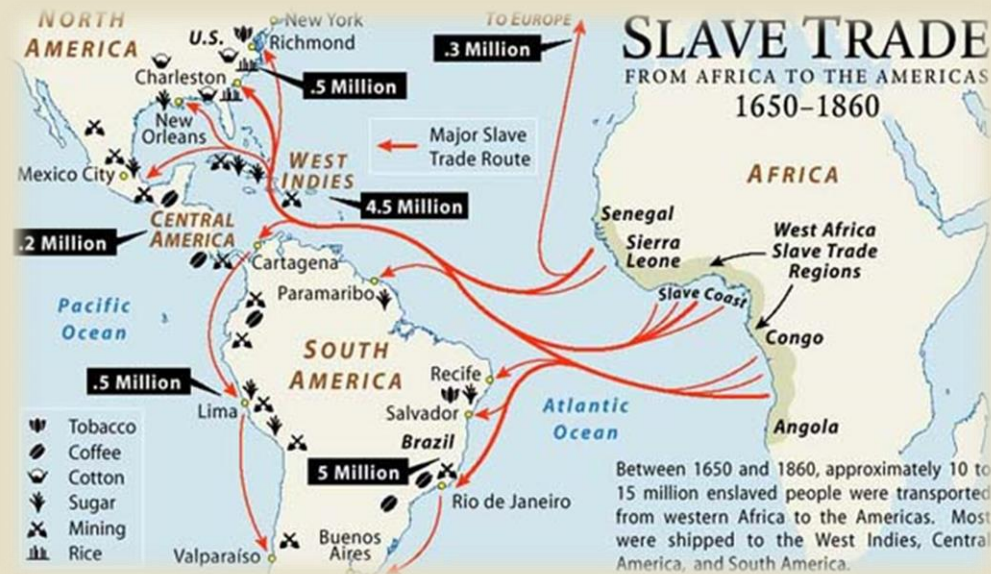 SLAVE TRADE
FROM AFRICA TO THE AMERICAS
1650–1860
NORTH
AMERICA
New York
U.S.
Richmond
TO EUROPE
.3 Million
Charleston
.5 Million
New
Orleans
Major Slave
Trade Route
Mexico City
WEST
INDIES
4.5 Million
CENTRAL
AMERICA
.2 Million
Cartagena
Paramaribo
AFRICA
Senegal
Sierra
Leone
West Africa
Slave Trade
Regions
Slave Coast
Congo
Angola
Pacific
Ocean
SOUTH
AMERICA
.5 Million
Lima
Recife
Salvador
Brazil
5 Million
Rio de Janeiro
Atlantic
Ocean
Valparaíso
Buenos
Aires
Tobacco
Coffee
Cotton
Sugar
Mining
Rice
Between 1650 and 1860, approximately 10 to
15 million enslaved people were transported
from western Africa to the Americas. Most
were shipped to the West Indies, Central
America, and South America.